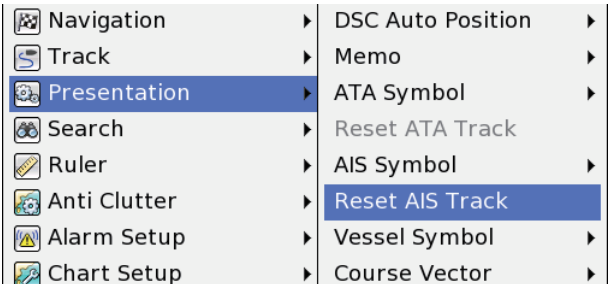 Navigation
Track
Presentation
Search
Ruler
Anti Clutter
Alarm Setup
Chart Setup
DSC Auto Position
Memo
ATA Symbol
Reset ATA Track
AIS Symbol
Reset AIS Track
Vessel Symbol
Course Vector